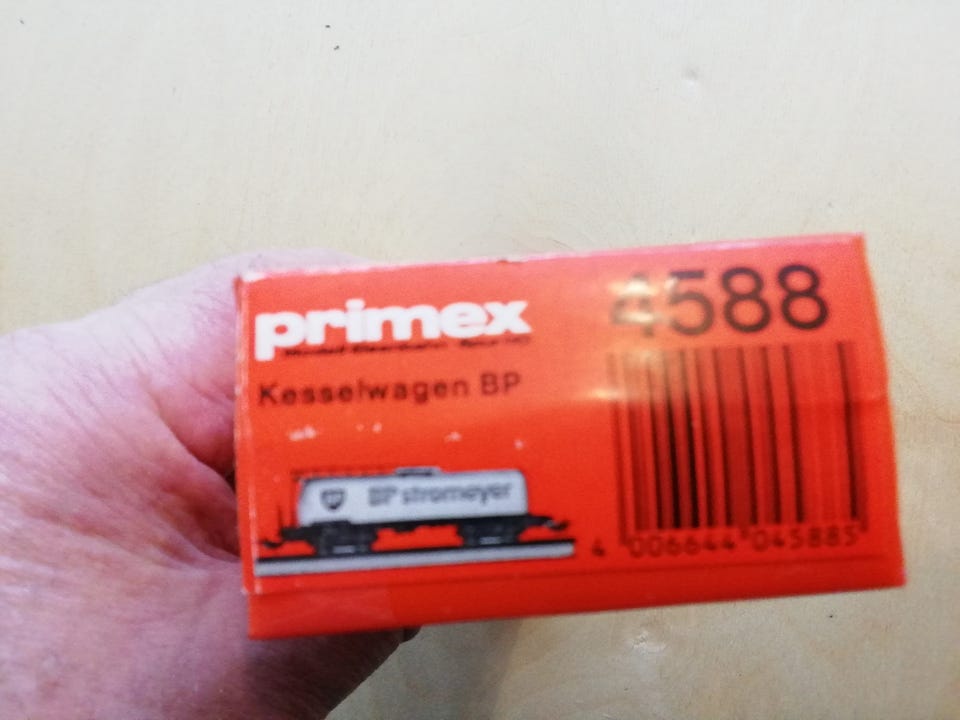 primex
4588
Kesselwagen BP
BP stromeyer
4 006644 045885